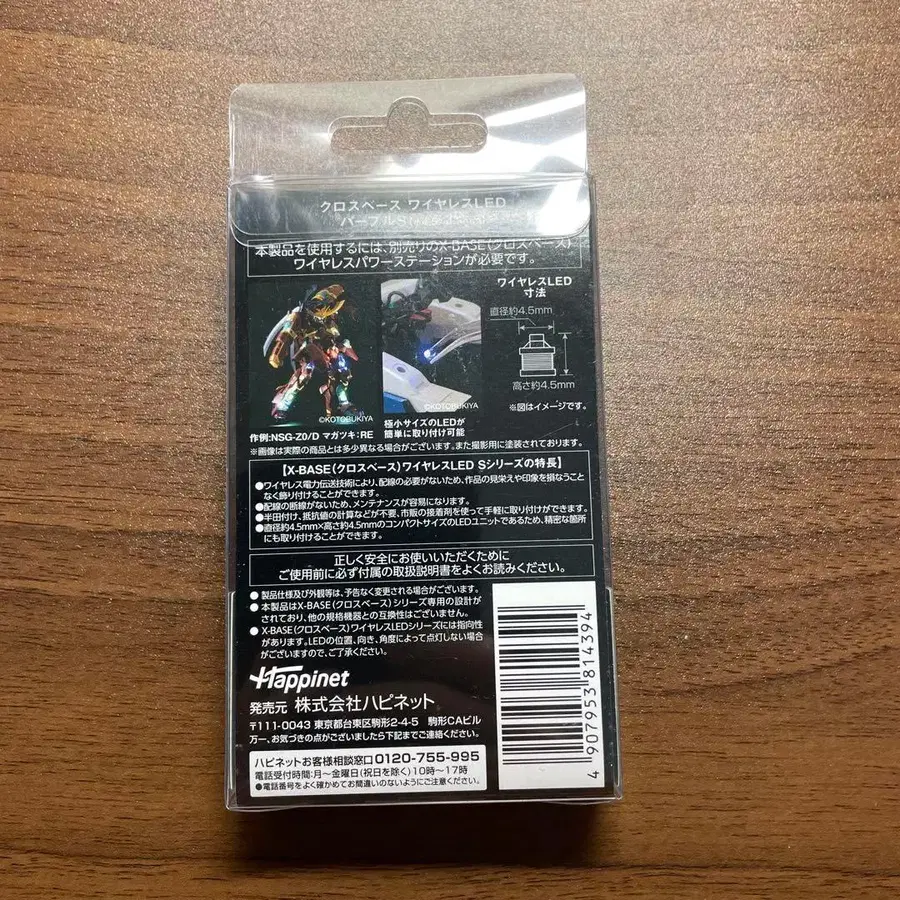 クロスベース ワイヤレスLED
パープルS
本製品を使用するには、別売りのX-BASE(クロスベース)
ワイヤレスパワーステーションが必要です。
ワイヤレスLED
寸法
直径約4.5mm
高さ約4.5mm
※図はイメージです。
©KOTOBUKIYA
©KOTOBUKIYA
作例:NSG-Z0/D マガツキ:RE
極小サイズのLEDが
簡単に取り付け可能
※画像は実際の商品とは多少異なる場合がございます。また撮影用に塗装されております。
【X-BASE(クロスベース)ワイヤレスLED Sシリーズの特長】
●ワイヤレス電力伝送技術により、配線の必要がないため、作品の見栄えや印象を損なうこと
なく飾り付けることができます。
●配線の断線がないため、メンテナンスが容易になります。
●半田付け、抵抗値の計算などが不要、市販の接着剤を使って手軽に取り付けができます。
●直径約4.5mm×高さ約4.5mmのコンパクトサイズのLEDユニットであるため、精密な箇所
にも取り付けることができます。
正しく安全にお使いいただくために
ご使用前に必ず付属の取扱説明書をよくお読みください。
● 製品仕様及び外観等は、予告なく変更される場合がございます。
● 本製品はX-BASE(クロスベース)シリーズ専用の設計が
されており、他の規格機器との互換性はございません。
● X-BASE(クロスベース)ワイヤレスLEDシリーズには指向性
があります。LEDの位置、向き、角度によって点灯しない場合
がございますので、ご了承ください。
Happinet
発売元 株式会社ハピネット
〒111-0043 東京都台東区駒形2-4-5 駒形CAビル
万一、お気づきの点がございましたら下記までご連絡ください。
ハピネットお客様相談窓口0120-755-995
電話受付時間:月〜金曜日(祝日を除く)10時〜17時
●電話番号をよく確かめてお間違いのないようにご注意ください。
4 907953 814394